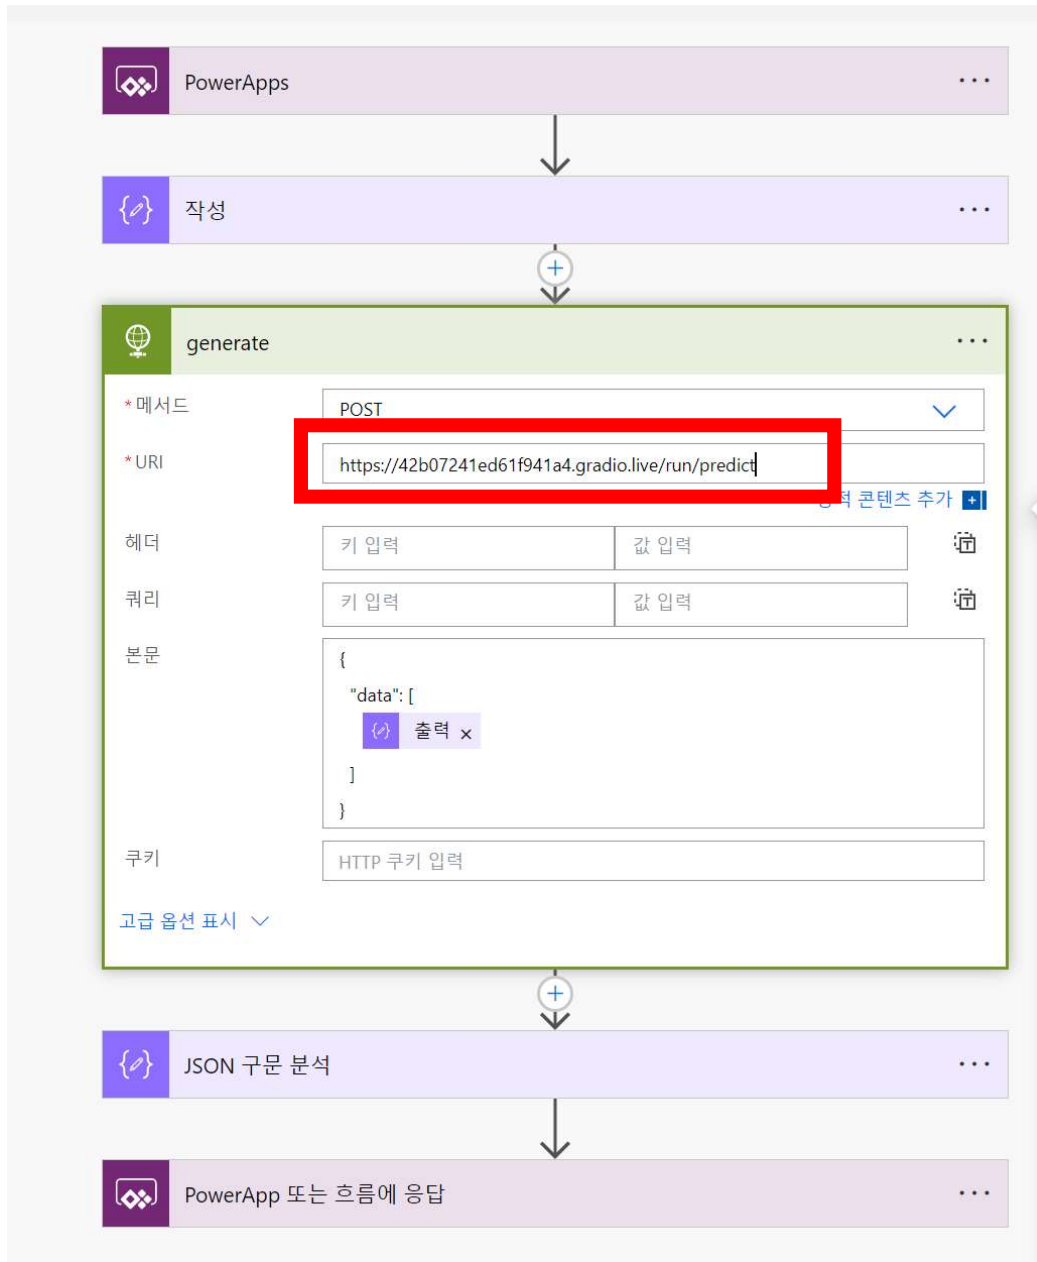 PowerApps
작성
generate
*메서드
POST
*URI
https://42b07241ed61f941a4.gradio.live/run/predict
콘텐츠 추가
헤더
키 입력
값 입력
쿼리
키 입력
값 입력
본문
{
"data": [
출력 ×
]
}
쿠키
HTTP 쿠키 입력
고급 옵션 표시
JSON 구문 분석
PowerApp 또는 흐름에 응답